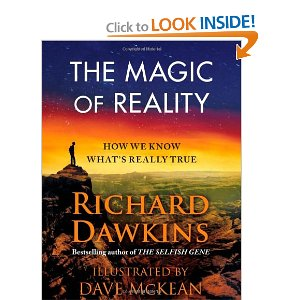 Click to LOOK INSIDE!
THE MAGIC
OF REALITY
HOW WE KNOW
WHAT'S REALLY TRUE
RICHARD
DAWKINS
Bestselling author of THE SELFISH GENE
ILLUSTRATED BY
DAVE MCKEAN